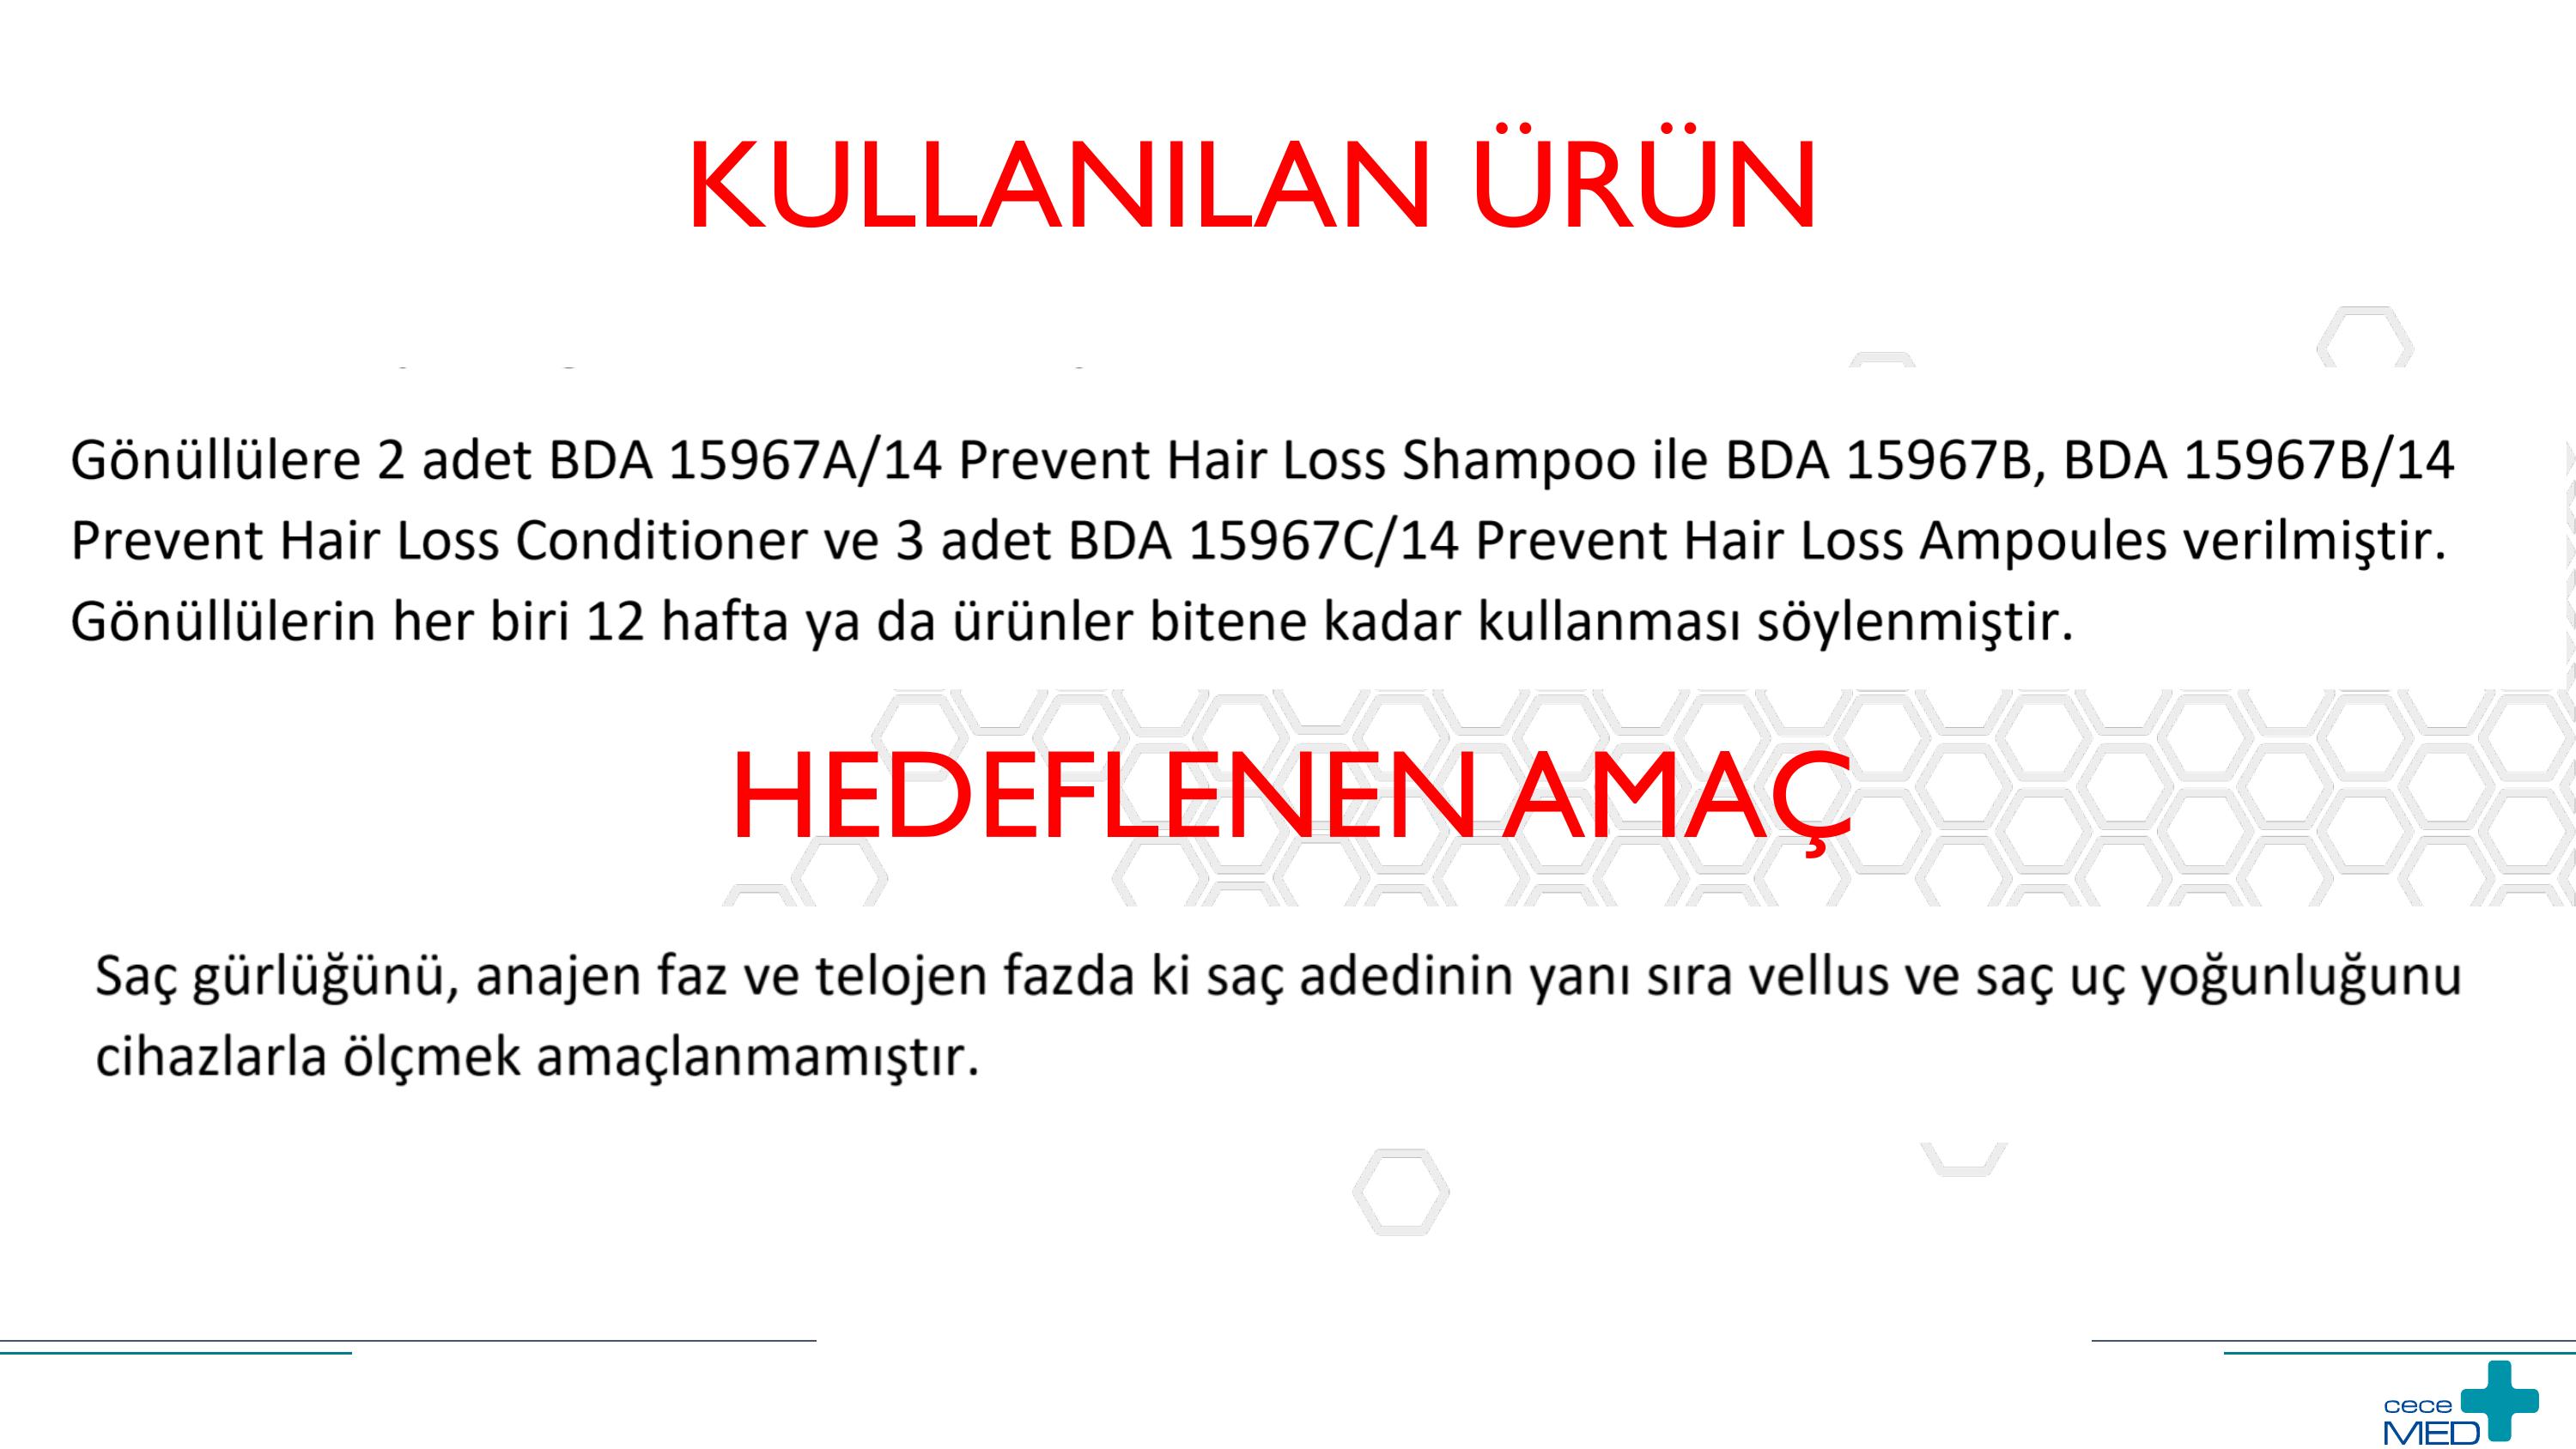 KULLANILAN ÜRÜN
Gönüllülere 2 adet BDA 15967A/14 Prevent Hair Loss Shampoo ile BDA 15967B, BDA 15967B/14
Prevent Hair Loss Conditioner ve 3 adet BDA 15967C/14 Prevent Hair Loss Ampoules verilmiştir.
Gönüllülerin her biri 12 hafta ya da ürünler bitene kadar kullanması söylenmiştir.
HEDEFLENEN AMAÇ
Saç gürlüğünü, anajen faz ve telojen fazda ki saç adedinin yanı sıra vellus ve saç uç yoğunluğunu
cihazlarla ölçmek amaçlanmamıştır.
cece
MED